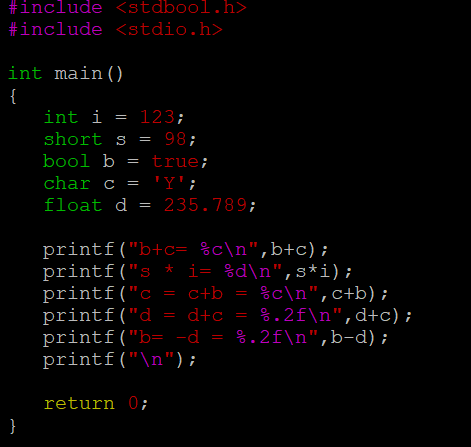 #include <stdbool.h>
#include <stdio.h>

int main()
{
   int i = 123;
   short s = 98;
   bool b = true;
   char c = 'Y';
   float d = 235.789;

   printf("b+c= %c\n",b+c);
   printf("s * i= %d\n",s*i);
   printf("c = c+b = %c\n",c+b);
   printf("d = d+c = %.2f\n",d+c);
   printf("b= -d = %.2f\n",b-d);
   printf("\n");

   return 0;
}